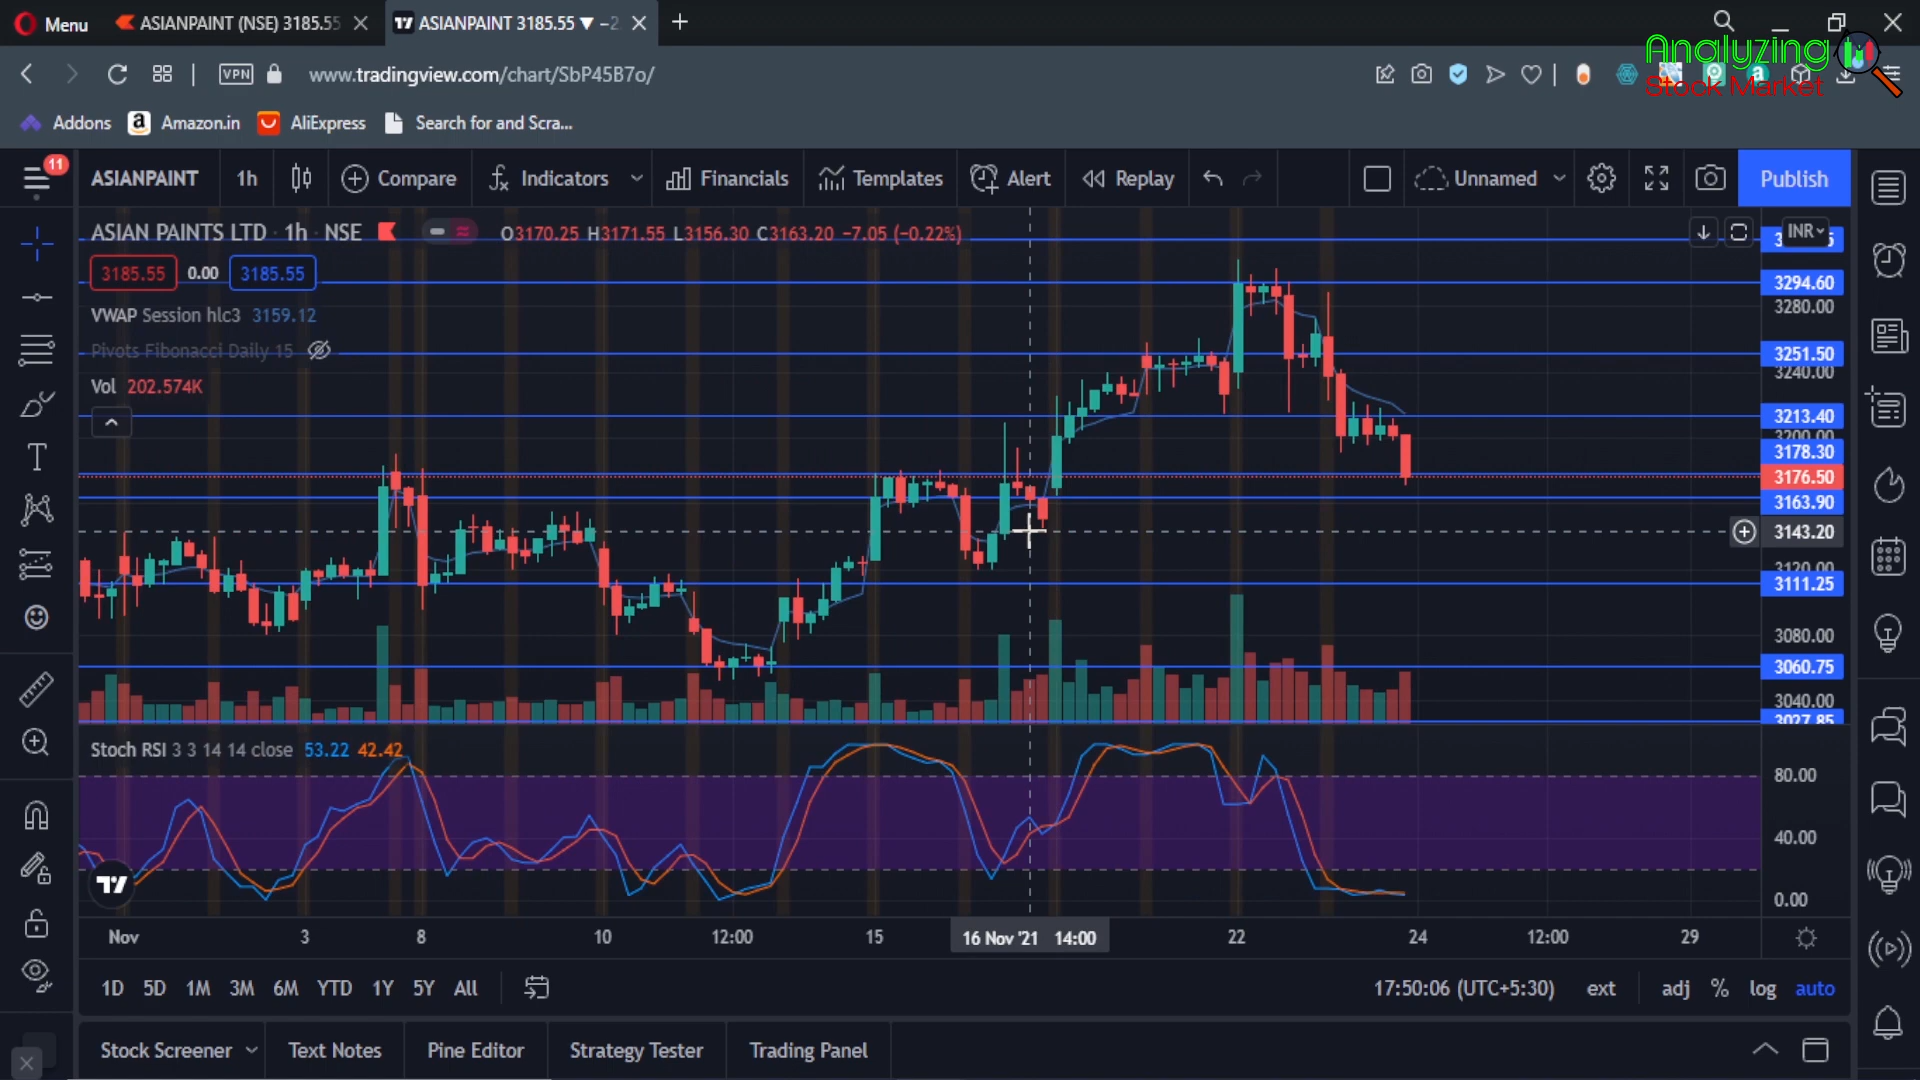 Menu
ASIANPAINT (NSE) 3185.55
ASIANPAINT 3185.55 ▼ −2
Analyzing
Stock Market
VPN
www.tradingview.com/chart/SbP45B7o/
Addons
Amazon.in
AliExpress
Search for and Scra...
11
ASIANPAINT
1h
Compare
Indicators
Financials
Templates
Alert
Replay
Unnamed
Publish
ASIAN PAINTS LTD · 1h · NSE
O3170.25 H3171.55 L3156.30 C3163.20 −7.05 (−0.22%)
INR
3185.55 0.00 3185.55
VWAP Session hlc3 3159.12
Pivots Fibonacci Daily 15
Vol 202.574K
3294.60
3280.00
3251.50
3240.00
3213.40
3200.00
3178.30
3176.50
3163.90
3143.20
3120.00
3111.25
3080.00
3060.75
3040.00
3027.85
Stoch RSI 3 3 14 14 close 53.22 42.42
80.00
40.00
0.00
Nov 3 8 10 12:00 15 16 Nov '21 14:00 22 24 12:00 29
1D 5D 1M 3M 6M YTD 1Y 5Y All
17:50:06 (UTC+5:30) ext adj % log auto
Stock Screener
Text Notes
Pine Editor
Strategy Tester
Trading Panel